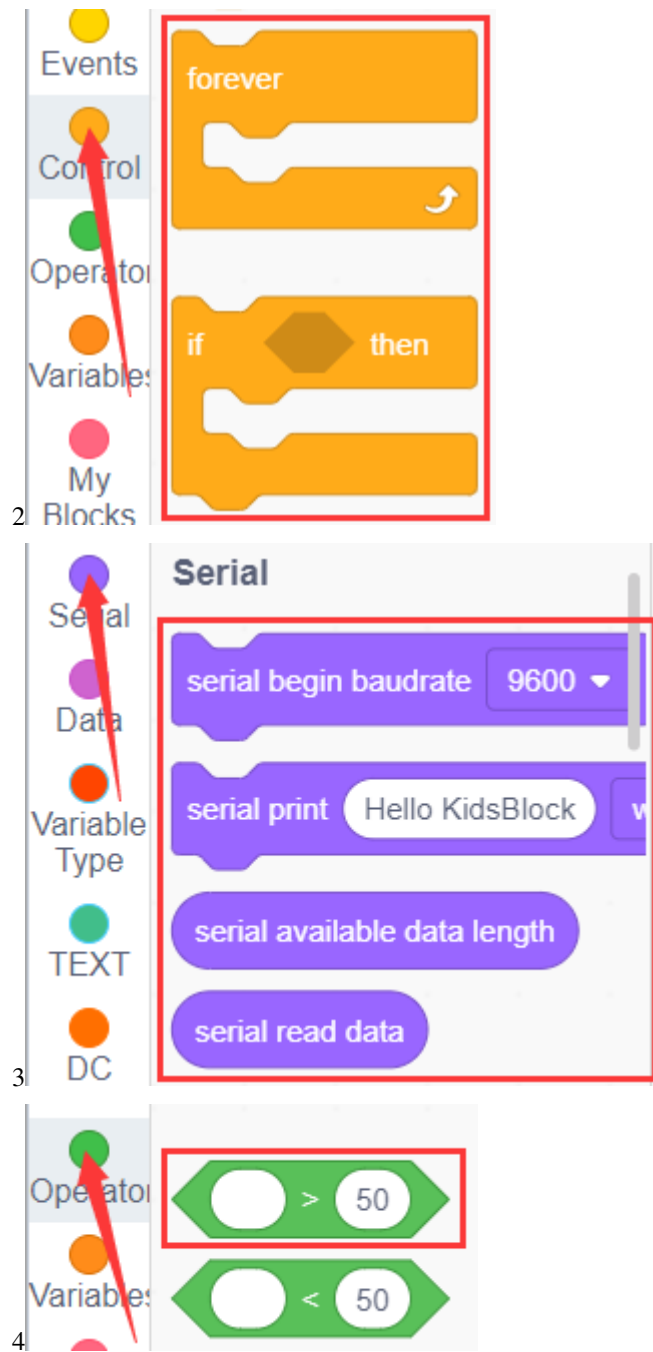 Events
forever
Control
Operator
if then
Variables
My
Blocks
2
Serial
Serial
serial begin baudrate 9600
Data
serial print Hello KidsBlock w
Variable
Type
serial available data length
TEXT
serial read data
DC
3
Operator
> 50
Variables
< 50
4